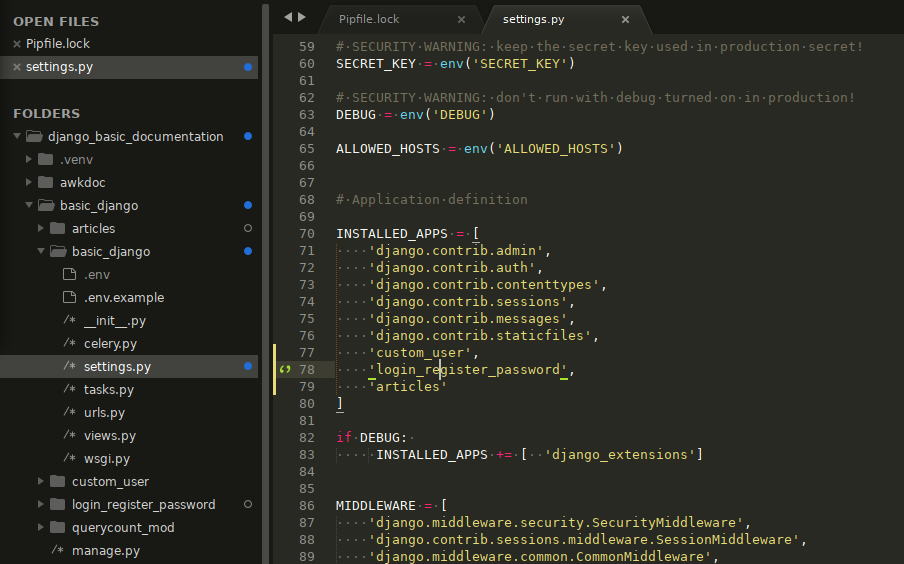 OPEN FILES
Pipfile.lock
settings.py
FOLDERS
django_basic_documentation
.venv
awkdoc
basic_django
articles
basic_django
.env
.env.example
/* __init__.py
/* celery.py
/* settings.py
/* tasks.py
/* urls.py
/* views.py
/* wsgi.py
custom_user
login_register_password
querycount_mod
/* manage.py
Pipfile.lock
settings.py
59 # SECURITY WARNING: keep the secret key used in production secret!
60 SECRET_KEY = env('SECRET_KEY')
61
62 # SECURITY WARNING: don't run with debug turned on in production!
63 DEBUG = env('DEBUG')
64
65 ALLOWED_HOSTS = env('ALLOWED_HOSTS')
66
67
68 # Application definition
69
70 INSTALLED_APPS = [
71     'django.contrib.admin',
72     'django.contrib.auth',
73     'django.contrib.contenttypes',
74     'django.contrib.sessions',
75     'django.contrib.messages',
76     'django.contrib.staticfiles',
77     'custom_user',
78     'login_register_password',
79     'articles'
80 ]
81
82 if DEBUG:
83     INSTALLED_APPS += [  'django_extensions']
84
85
86 MIDDLEWARE = [
87     'django.middleware.security.SecurityMiddleware',
88     'django.contrib.sessions.middleware.SessionMiddleware',
89     'django.middleware.common.CommonMiddleware',